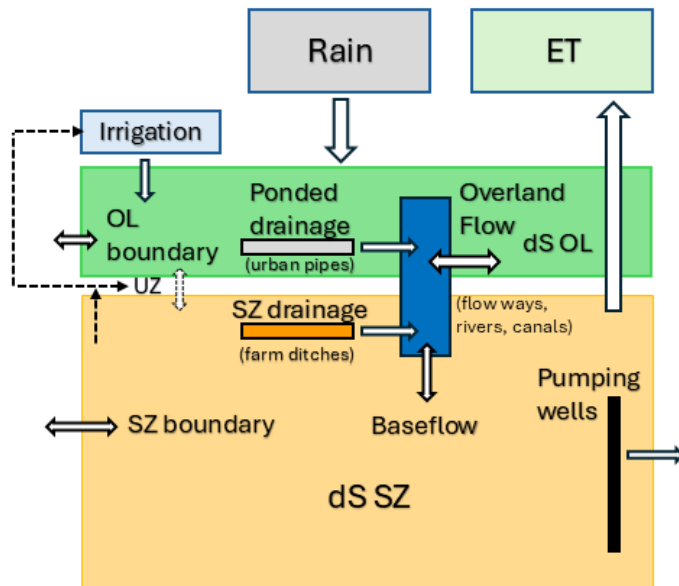 Rain
ET
Irrigation
OL
boundary
Ponded
drainage
(urban pipes)
Overland
Flow
dS OL
UZ
SZ drainage
(farm ditches)
(flow ways,
rivers, canals)
SZ boundary
Baseflow
Pumping
wells
dS SZ